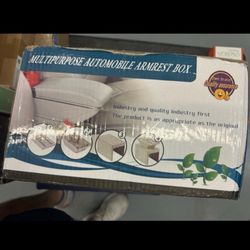 MULTIPURPOSE AUTOMOBILE ARMREST BOX
Industry and quality industry first
The product is as appropriate as the original